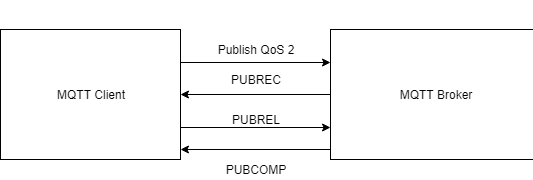 Publish QoS 2
PUBREC
MQTT Client
MQTT Broker
PUBREL
PUBCOMP